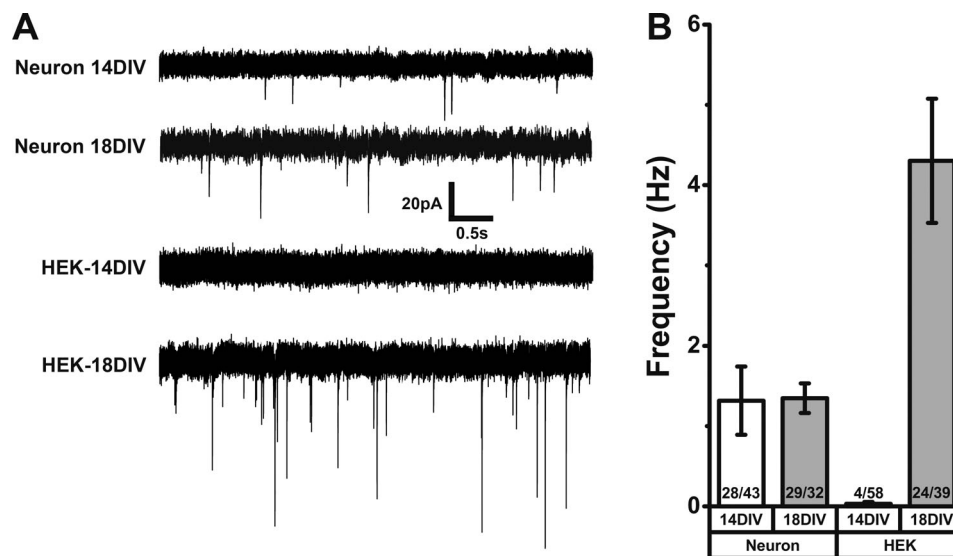 A
Neuron 14DIV
Neuron 18DIV
20pA
0.5s
HEK-14DIV
HEK-18DIV
B
Frequency (Hz)
6
4
2
0
28/43
29/32
4/58
24/39
14DIV
18DIV
14DIV
18DIV
Neuron
HEK